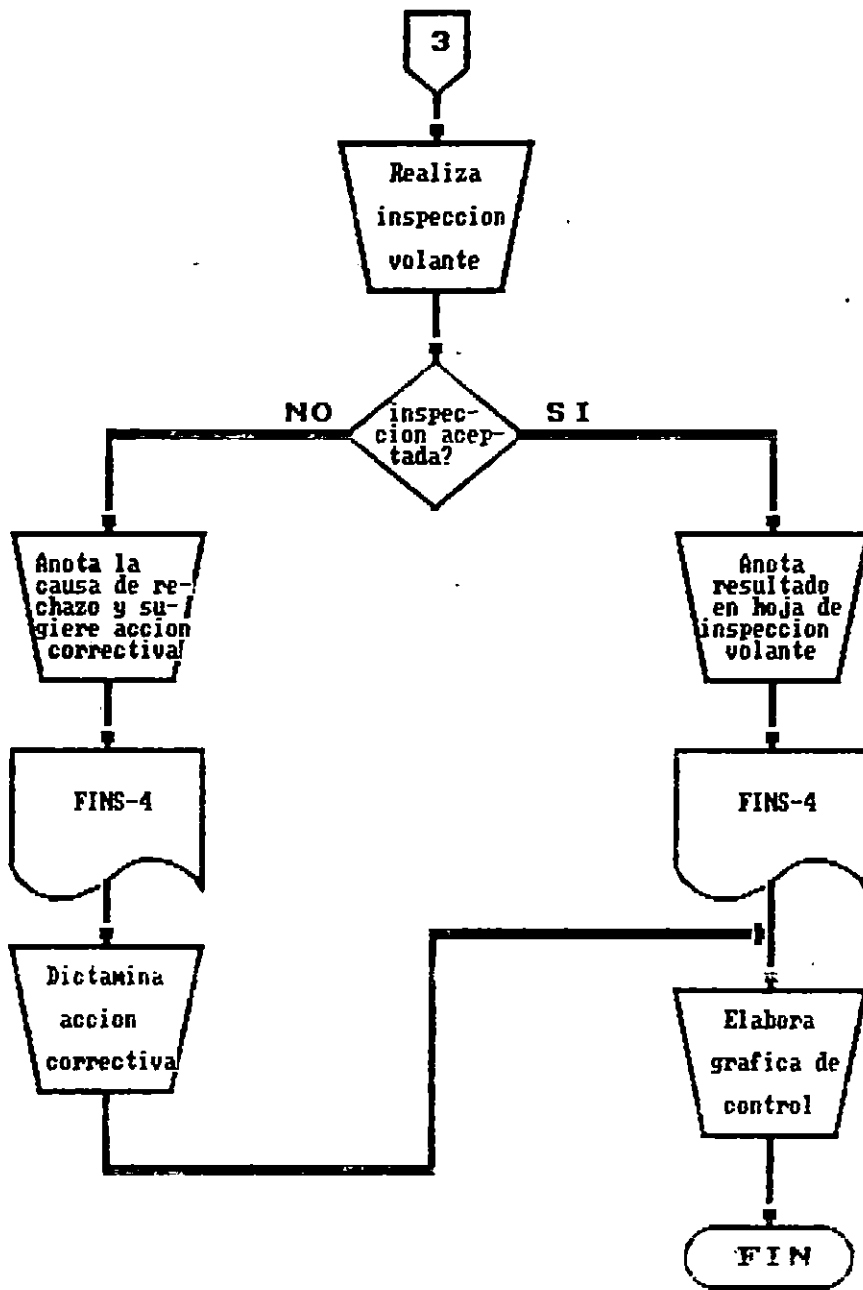 3
Realiza
inspeccion
volante
NO
inspec-
cion acep-
tada?
SI
Anota la
causa de re-
chazo y su-
giere accion
correctiva
Anota
resultado
en hoja de
inspeccion
volante
FINS-4
FINS-4
Dictamina
accion
correctiva
Elabora
grafica de
control
FIN